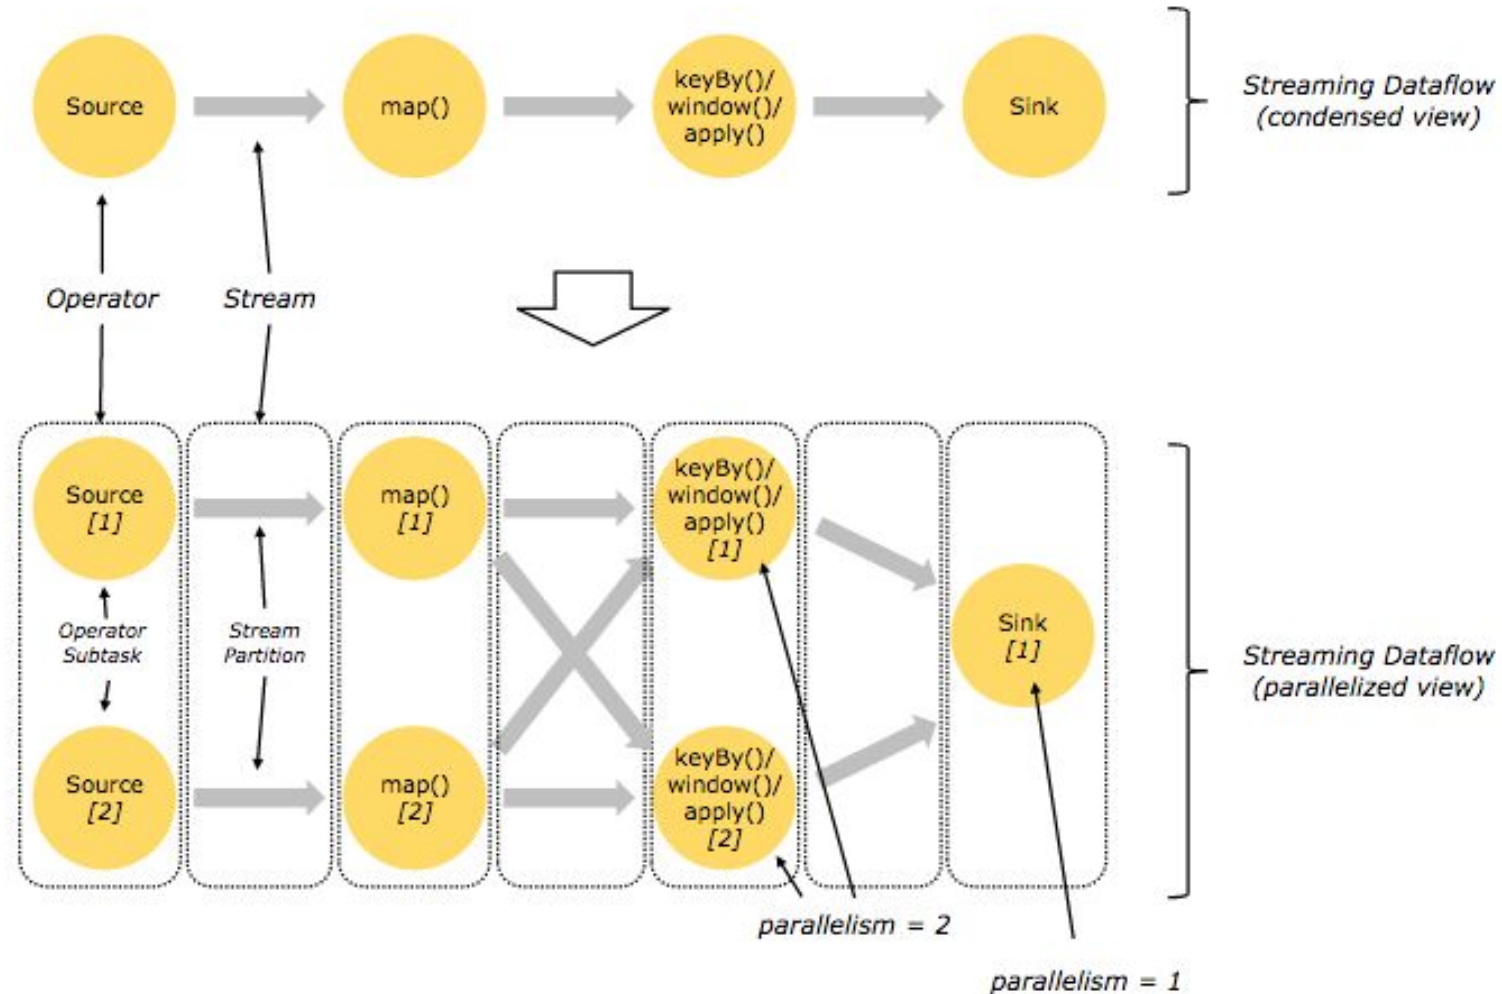 Source
map()
keyBy()/
window()/
apply()
Sink
Streaming Dataflow
(condensed view)
Operator
Stream
Source
[1]
map()
[1]
keyBy()/
window()/
apply()
[1]
Operator
Subtask
Stream
Partition
Sink
[1]
Streaming Dataflow
(parallelized view)
Source
[2]
map()
[2]
keyBy()/
window()/
apply()
[2]
parallelism = 2
parallelism = 1